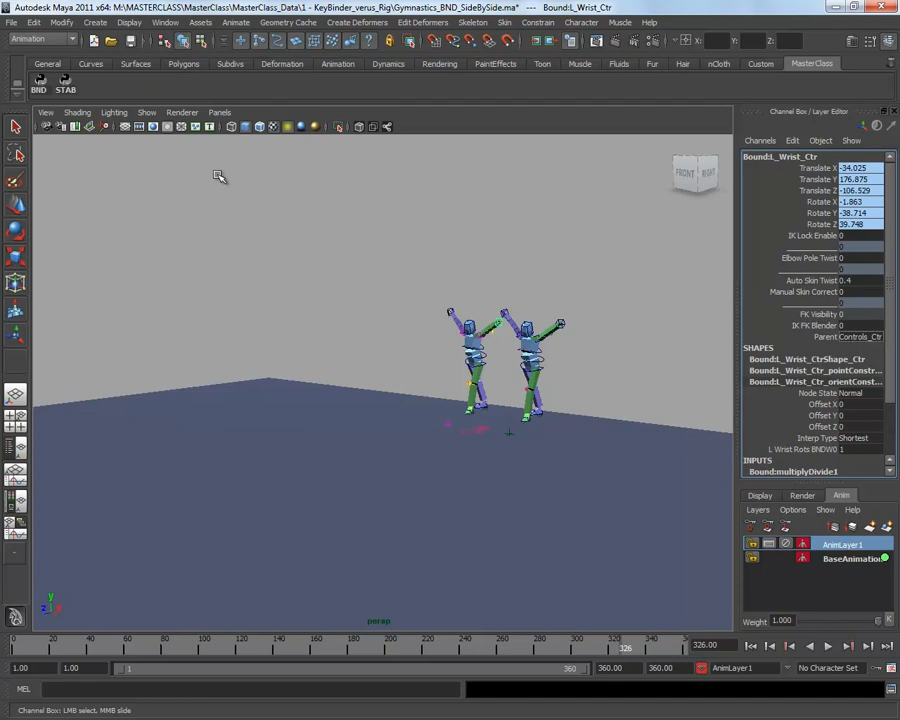 Autodesk Maya 2011 x64: M:\MASTERCLASS\MasterClass_Data\1 - KeyBinder_verus_Rig\Gymnastics_BND_SideBySide.ma* --- Bound:L_Wrist_Ctr
File Edit Modify Create Display Window Assets Animate Geometry Cache Create Deformers Edit Deformers Skeleton Skin Constrain Character Muscle Help
Animation X: Y: Z:
General Curves Surfaces Polygons Subdivs Deformation Animation Dynamics Rendering PaintEffects Toon Muscle Fluids Fur Hair nCloth Custom MasterClass
BND STAB
View Shading Lighting Show Renderer Panels
Channel Box / Layer Editor
Channels Edit Object Show
Bound:L_Wrist_Ctr
Translate X -34.025
Translate Y 176.875
Translate Z -106.529
Rotate X -1.863
Rotate Y -38.714
Rotate Z 39.748
IK Lock Enable 0
0
Elbow Pole Twist 0
0
Auto Skin Twist 0.4
Manual Skin Correct 0
0
FK Visibility 0
IK FK Blender 0
Parent Controls_Ctr
SHAPES
Bound:L_Wrist_CtrShape_Ctr
Bound:L_Wrist_Ctr_pointConstr...
Bound:L_Wrist_Ctr_orientConst...
Node State Normal
Offset X 0
Offset Y 0
Offset Z 0
Interp Type Shortest
L Wrist Rots BNDW0 1
INPUTS
Bound:multiplyDivide1
FRONT RIGHT
Display Render Anim
Layers Options Show Help
AnimLayer1
BaseAnimation
Weight 1.000 K
y
z x
persp
0 20 40 60 80 100 120 140 160 180 200 220 240 260 280 300 326 340 326.00
1.00 1.00 1 360 360.00 360.00 AnimLayer1 No Character Set
MEL
Channel Box: LMB select, MMB slide